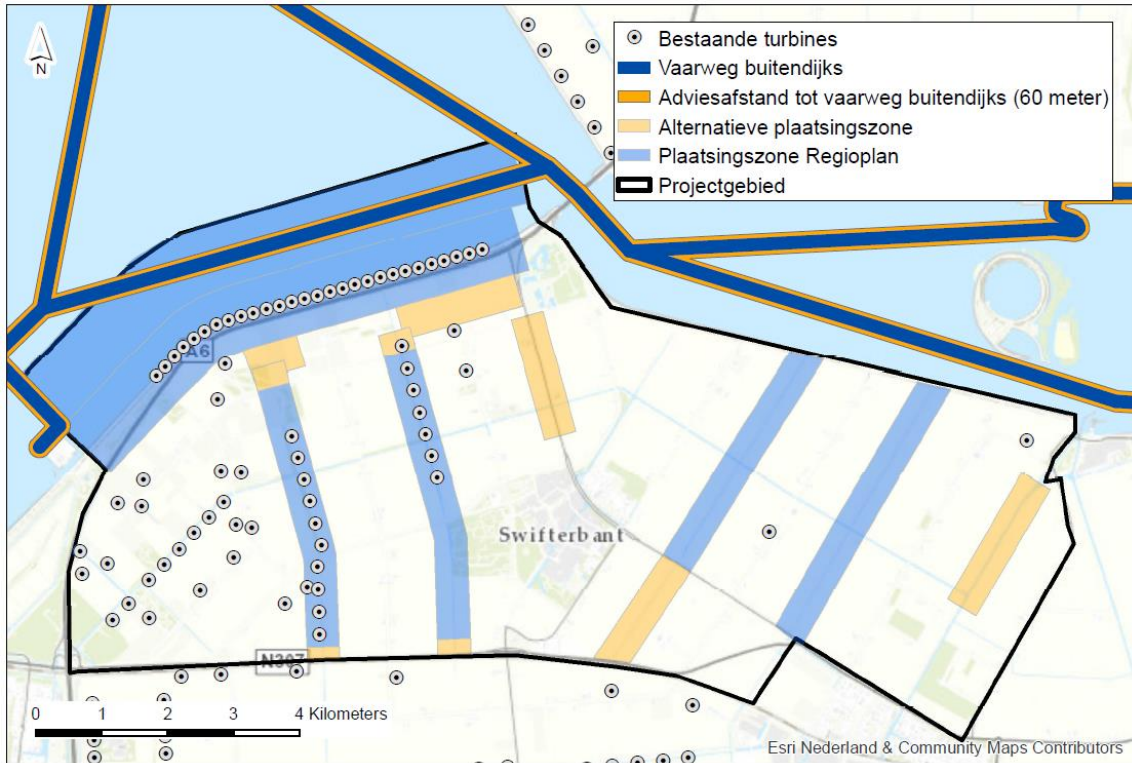 N
Bestaande turbines
Vaarweg buitendijks
Adviesafstand tot vaarweg buitendijks (60 meter)
Alternatieve plaatsingszone
Plaatsingszone Regioplan
Projectgebied
A6
Swifterbant
N307
0 1 2 3 4 Kilometers
Esri Nederland & Community Maps Contributors